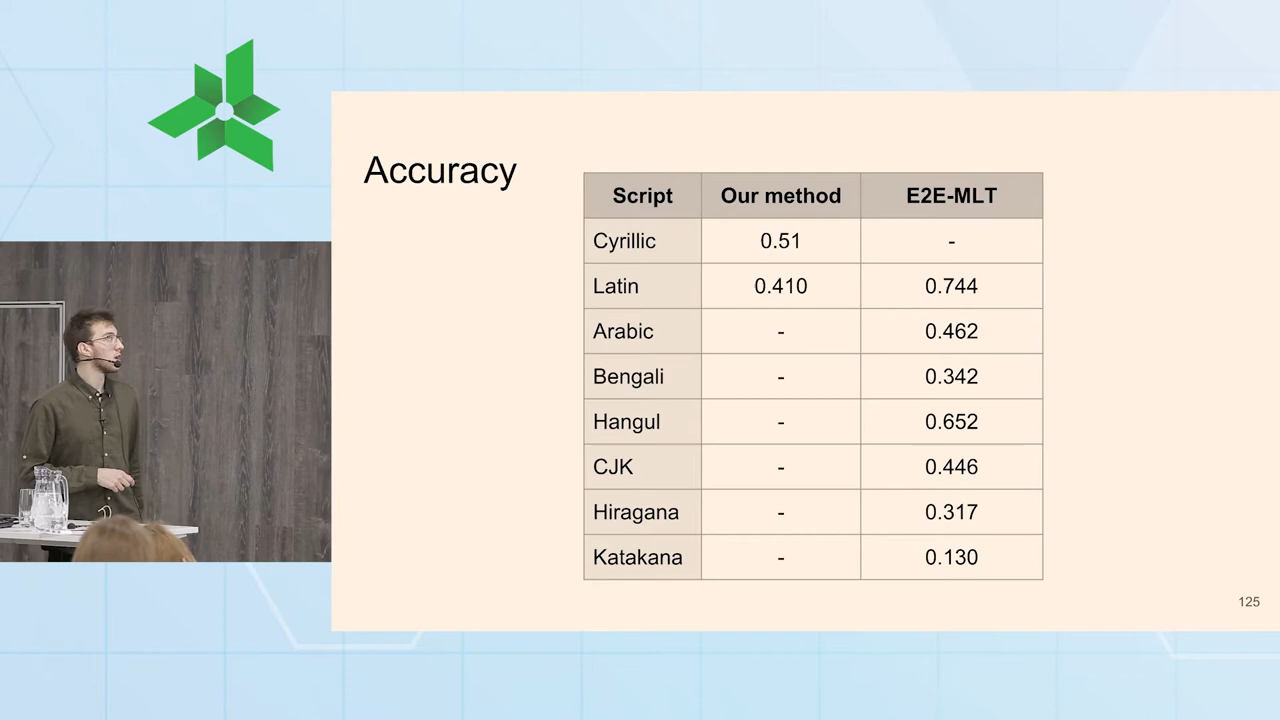 Accuracy
Script Our method E2E-MLT
Cyrillic 0.51 -
Latin 0.410 0.744
Arabic - 0.462
Bengali - 0.342
Hangul - 0.652
CJK - 0.446
Hiragana - 0.317
Katakana - 0.130
125